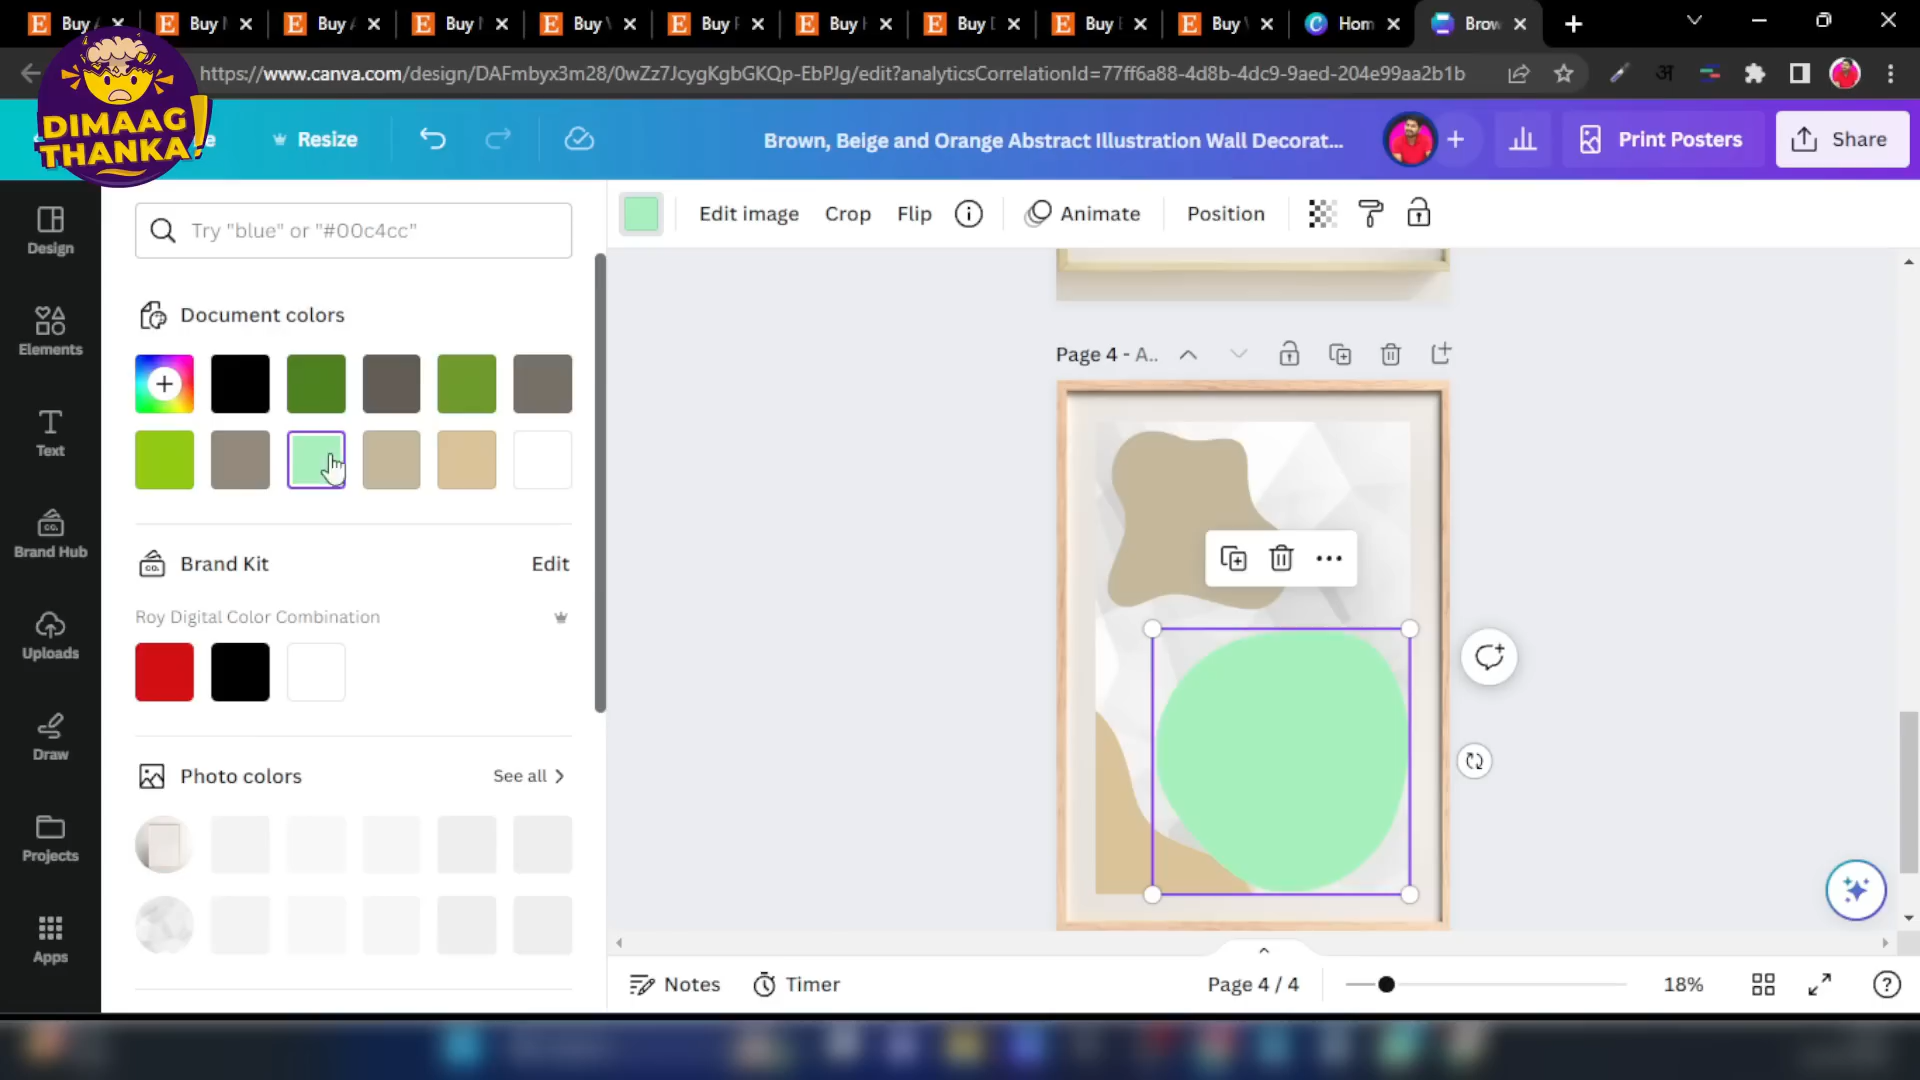 Buy
Buy
Buy
Buy
Buy
Buy
Buy
Buy
Buy
Buy
Hom
Brow
https://www.canva.com/design/DAFmbyx3m28/0wZz7JcygKgbGKQp-EbPJg/edit?analyticsCorrelationId=77ff6a88-4d8b-4dc9-9aed-204e99aa2b1b
अ
DIMAAG
THANKA!
Resize
Brown, Beige and Orange Abstract Illustration Wall Decorat...
Print Posters
Share
Design
Elements
Text
CO.
Brand Hub
Uploads
Draw
Projects
Apps
Try "blue" or "#00c4cc"
Document colors
CO.
Brand Kit
Edit
Roy Digital Color Combination
Photo colors
See all
Edit image
Crop
Flip
Animate
Position
Page 4 - A..
Notes
Timer
Page 4 / 4
18%